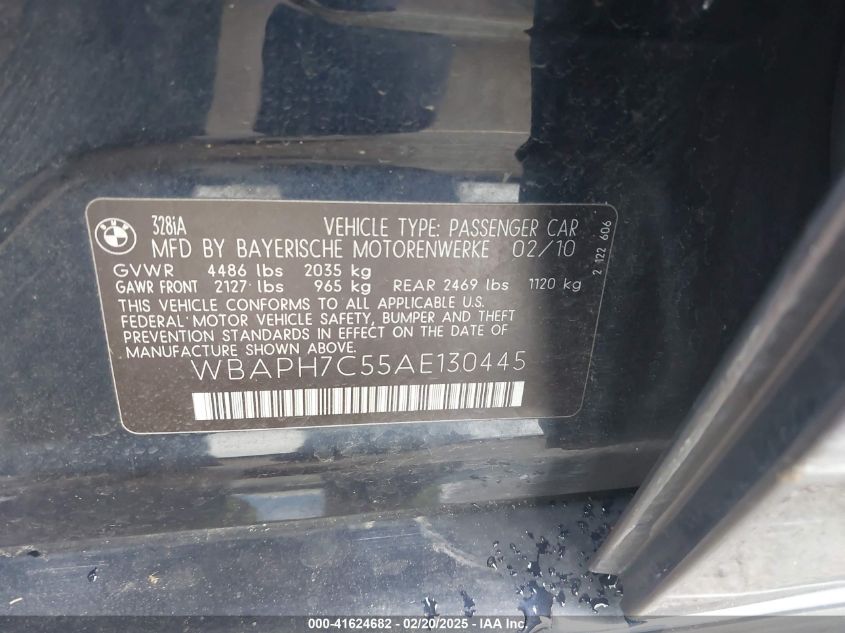 BMW
328iA
VEHICLE TYPE: PASSENGER CAR
MFD BY BAYERISCHE MOTORENWERKE 02/10
GVWR 4486 lbs 2035 kg
GAWR FRONT 2127 lbs 965 kg REAR 2469 lbs 1120 kg
THIS VEHICLE CONFORMS TO ALL APPLICABLE U.S.
FEDERAL MOTOR VEHICLE SAFETY, BUMPER AND THEFT
PREVENTION STANDARDS IN EFFECT ON THE DATE OF
MANUFACTURE SHOWN ABOVE.
WBAPH7C55AE130445
2 122 606
000-41624682 - 02/20/2025 - IAA Inc